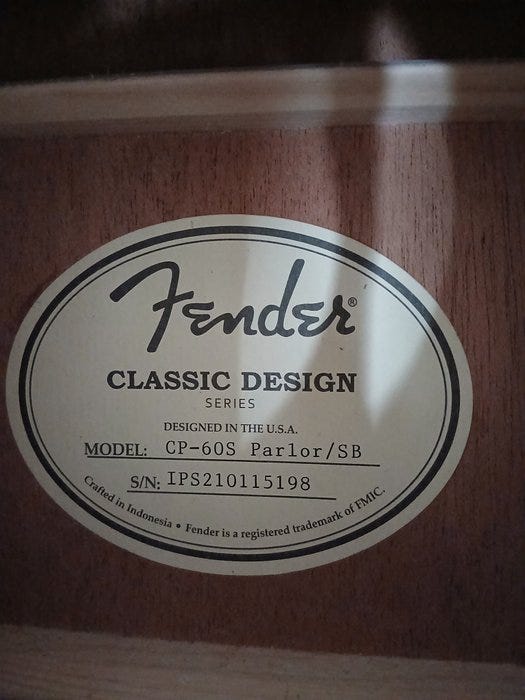 Fender®
CLASSIC DESIGN
SERIES
DESIGNED IN THE U.S.A.
MODEL: CP-60S Parlor/SB
S/N: IPS210115198
Crafted in Indonesia • Fender is a registered trademark of FMIC.